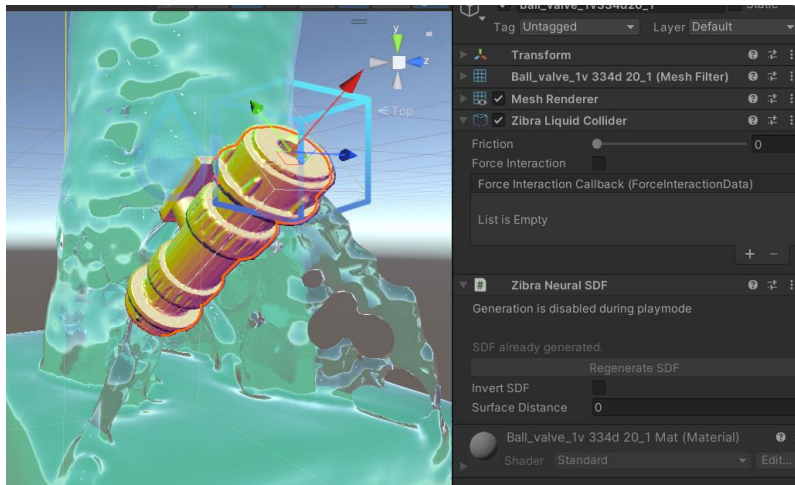 ball_valve_1v334d20_1
Static
Tag Untagged Layer Default
Transform
Ball_valve_1v 334d 20_1 (Mesh Filter)
Mesh Renderer
Zibra Liquid Collider
Friction 0
Force Interaction
Force Interaction Callback (ForceInteractionData)
List is Empty
+ −
# Zibra Neural SDF
Generation is disabled during playmode
SDF already generated.
Regenerate SDF
Invert SDF
Surface Distance 0
Ball_valve_1v 334d 20_1 Mat (Material)
Shader Standard Edit...
y
z
Top